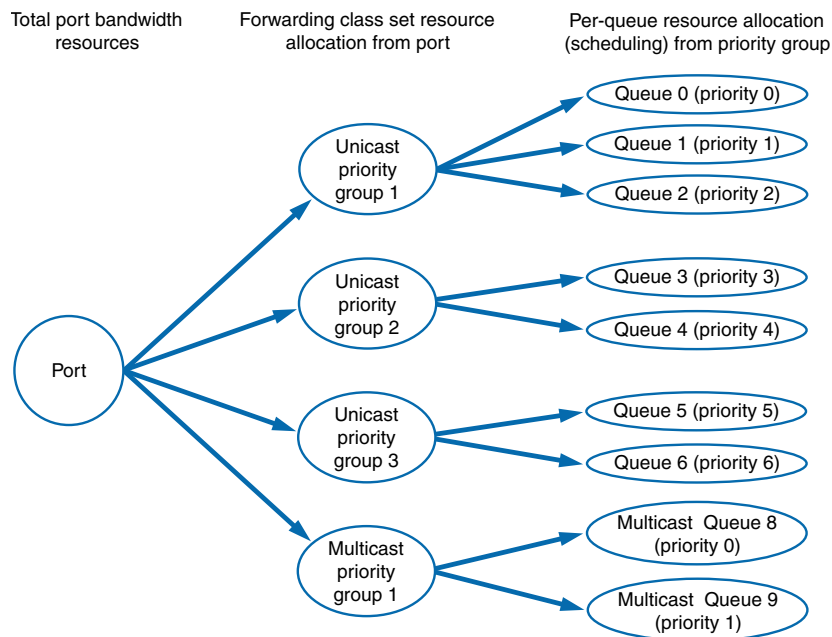 Total port bandwidth
resources
Forwarding class set resource
allocation from port
Per-queue resource allocation
(scheduling) from priority group
Port
Unicast
priority
group 1
Unicast
priority
group 2
Unicast
priority
group 3
Multicast
priority
group 1
Queue 0 (priority 0)
Queue 1 (priority 1)
Queue 2 (priority 2)
Queue 3 (priority 3)
Queue 4 (priority 4)
Queue 5 (priority 5)
Queue 6 (priority 6)
Multicast Queue 8
(priority 0)
Multicast Queue 9
(priority 1)